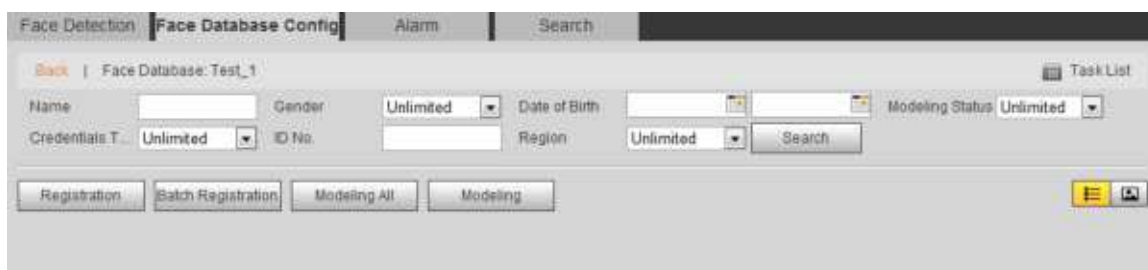 Face Detection Face Database Config Alarm Search
Back | Face Database: Test_1 Task List
Name Gender Unlimited Date of Birth Modeling Status Unlimited
Credentials T... Unlimited ID No. Region Unlimited Search
Registration Batch Registration Modeling All Modeling